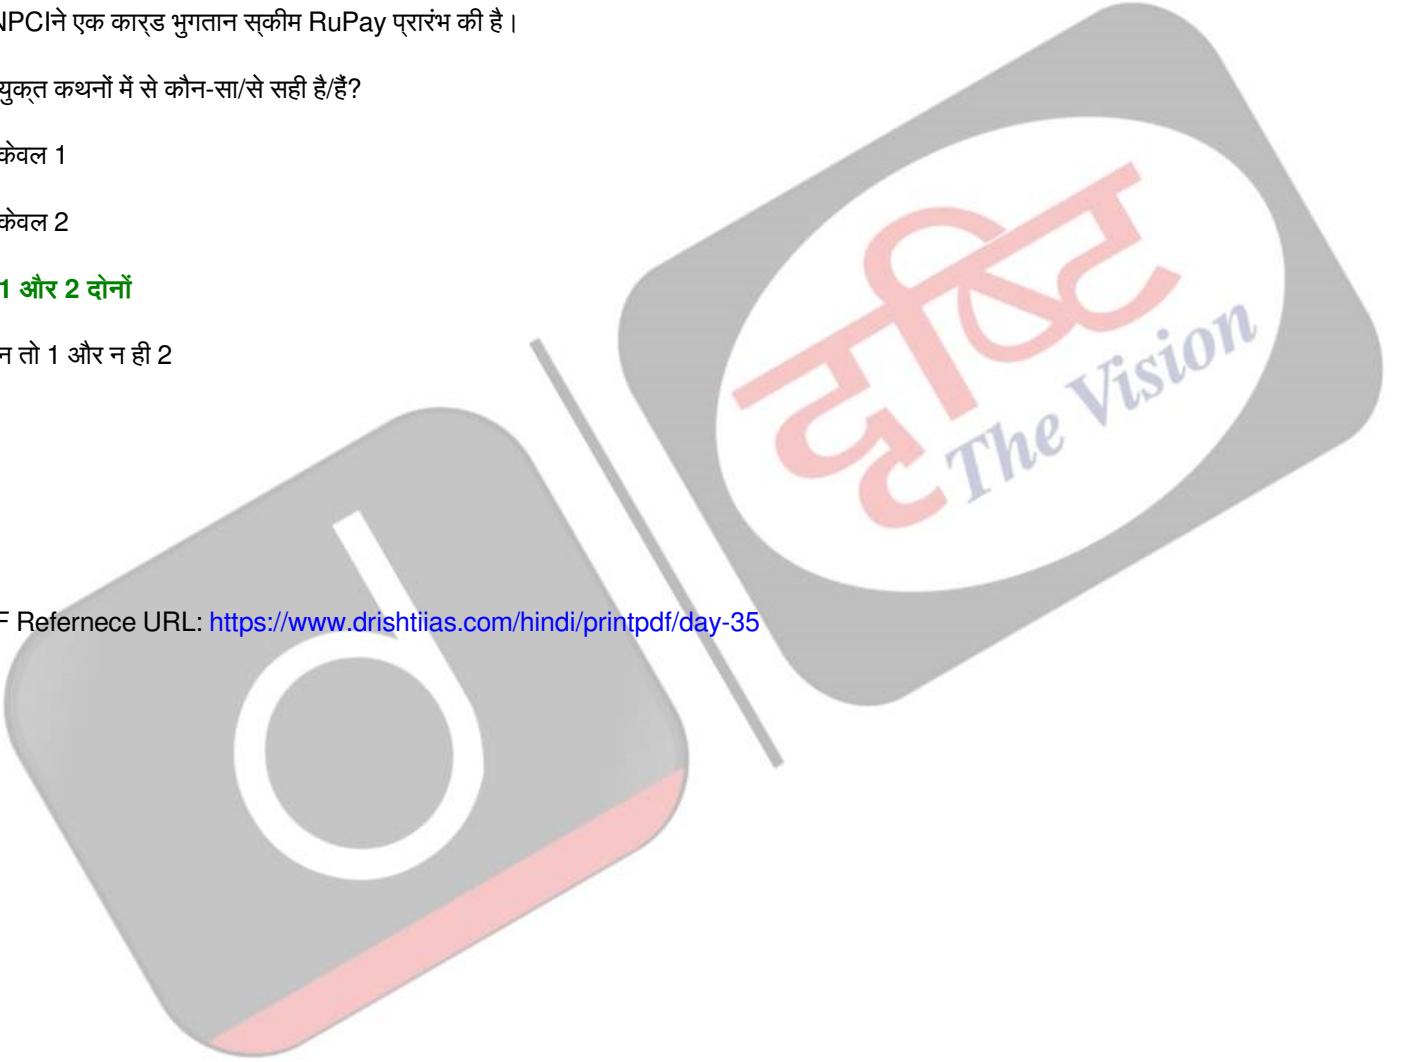 NPCIने एक कार्ड भुगतान स्कीम RuPay प्रारंभ की है।
युक्त कथनों में से कौन-सा/से सही है/हैं?
केवल 1
केवल 2
1 और 2 दोनों
न तो 1 और न ही 2
दृष्टि
The Vision
F Refernece URL: https://www.drishtiias.com/hindi/printpdf/day-35